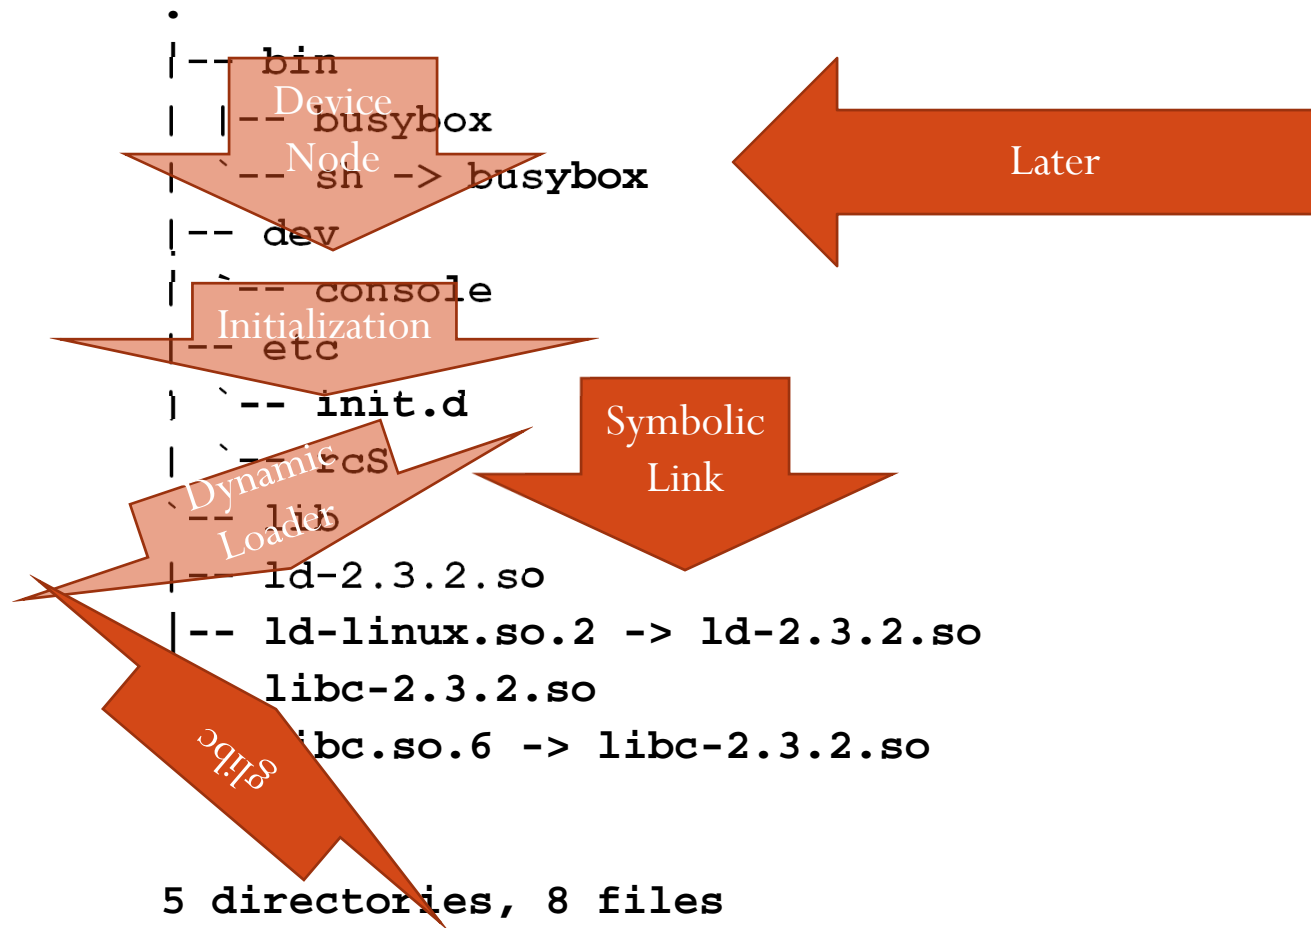 .
|-- bin
| |-- busybox
| `-- sh -> busybox
|-- dev
| `-- console
|-- etc
| `-- init.d
| `-- rcS
`-- lib
|-- ld-2.3.2.so
|-- ld-linux.so.2 -> ld-2.3.2.so
libc-2.3.2.so
ibc.so.6 -> libc-2.3.2.so
5 directories, 8 files
Device
Node
Later
Initialization
Symbolic
Link
Dynamic
Loader
glibc